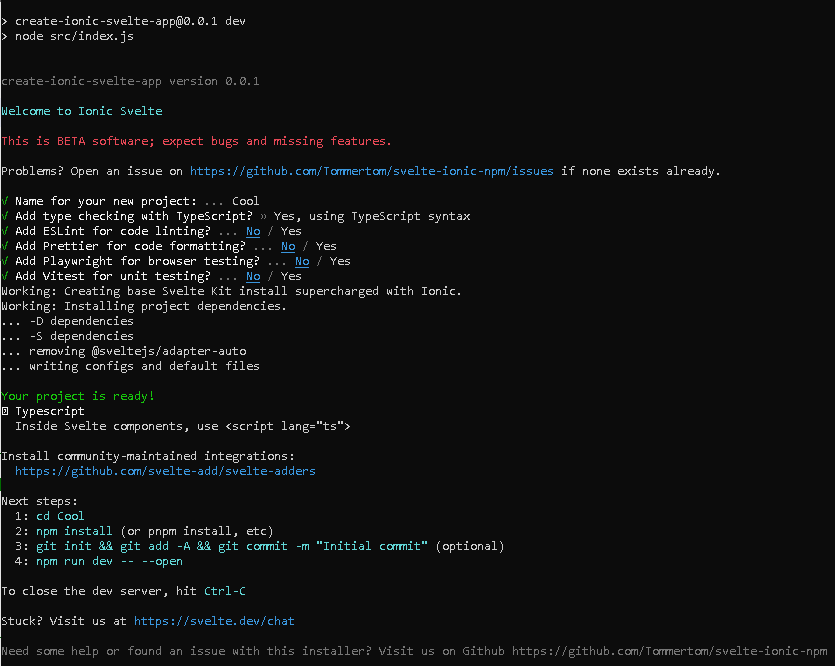 > create-ionic-svelte-app@0.0.1 dev
> node src/index.js
create-ionic-svelte-app version 0.0.1
Welcome to Ionic Svelte
This is BETA software; expect bugs and missing features.
Problems? Open an issue on https://github.com/Tommertom/svelte-ionic-npm/issues if none exists already.
√ Name for your new project: ... Cool
√ Add type checking with TypeScript? » Yes, using TypeScript syntax
√ Add ESLint for code linting? ... No / Yes
√ Add Prettier for code formatting? ... No / Yes
√ Add Playwright for browser testing? ... No / Yes
√ Add Vitest for unit testing? ... No / Yes
Working: Creating base Svelte Kit install supercharged with Ionic.
Working: Installing project dependencies.
... -D dependencies
... -S dependencies
... removing @sveltejs/adapter-auto
... writing configs and default files
Your project is ready!
Typescript
Inside Svelte components, use <script lang="ts">
Install community-maintained integrations:
https://github.com/svelte-add/svelte-adders
Next steps:
1: cd Cool
2: npm install (or pnpm install, etc)
3: git init && git add -A && git commit -m "Initial commit" (optional)
4: npm run dev -- --open
To close the dev server, hit Ctrl-C
Stuck? Visit us at https://svelte.dev/chat
Need some help or found an issue with this installer? Visit us on Github https://github.com/Tommertom/svelte-ionic-npm